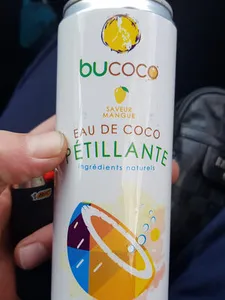 bucoco
SAVEUR
MANGUE
EAU DE COCO
PÉTILLANTE
ingrédients naturels